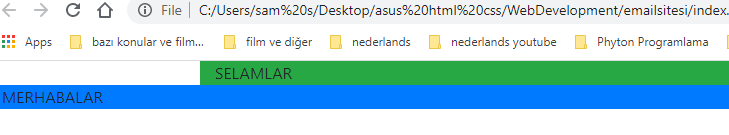 File | C:/Users/sam%20s/Desktop/asus%20html%20css/WebDevelopment/emailsitesi/index.
Apps bazı konular ve film... film ve diğer nederlands nederlands youtube Phyton Programlama
SELAMLAR
MERHABALAR